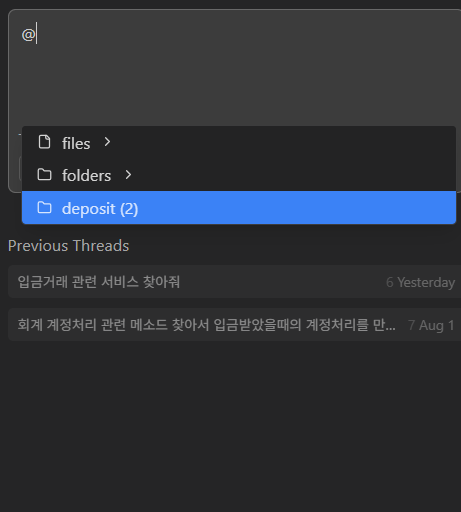 @
files
folders
deposit (2)
Previous Threads
입금거래 관련 서비스 찾아줘 6 Yesterday
회계 계정처리 관련 메소드 찾아서 입금받았을때의 계정처리를 만... 7 Aug 1